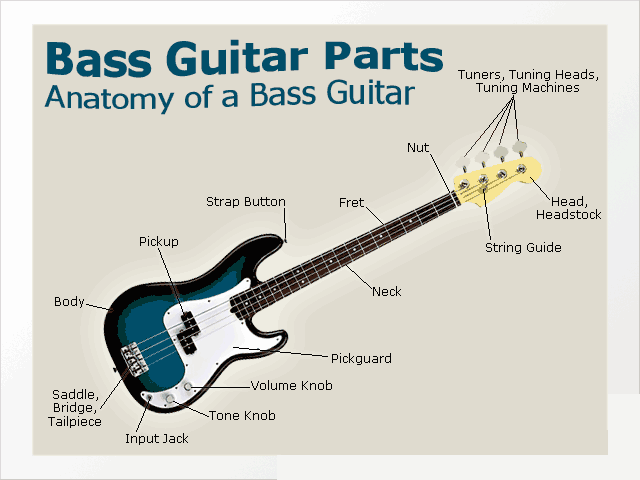 Bass Guitar Parts
Anatomy of a Bass Guitar
Tuners, Tuning Heads,
Tuning Machines
Nut
Strap Button
Fret
Head,
Headstock
Pickup
String Guide
Body
Neck
Pickguard
Volume Knob
Saddle,
Bridge,
Tailpiece
Tone Knob
Input Jack